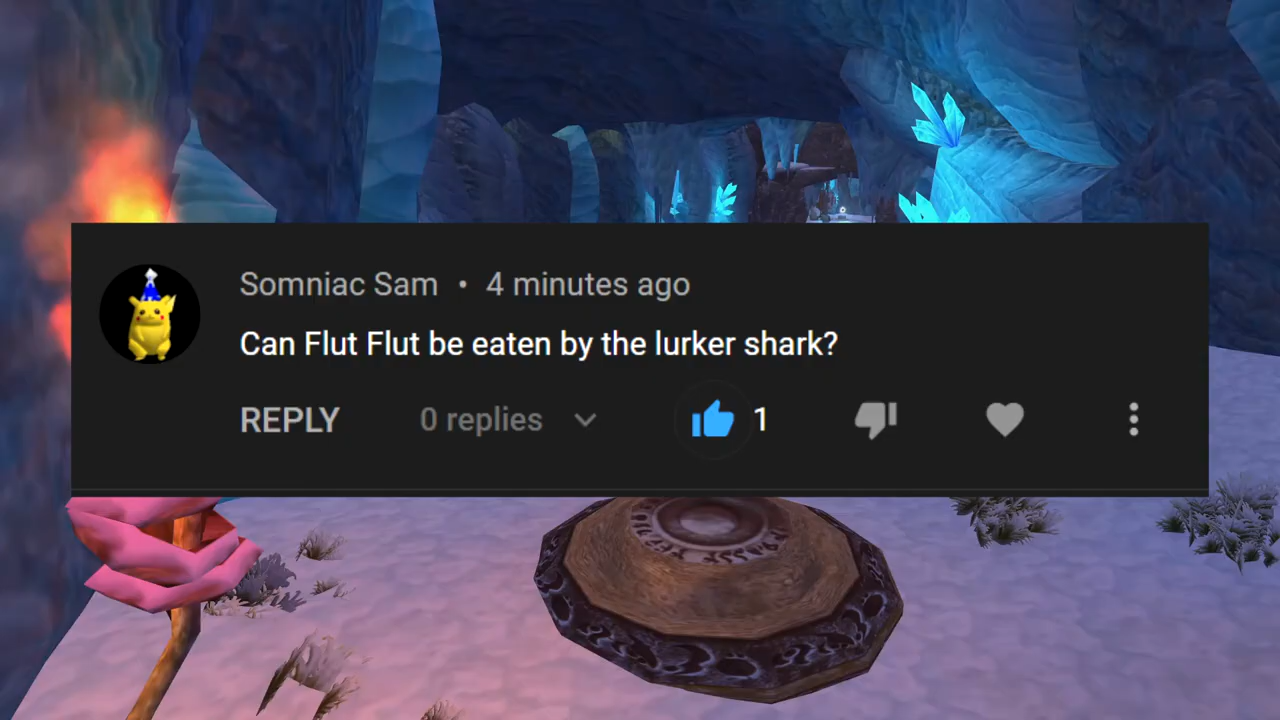 Somniac Sam • 4 minutes ago
Can Flut Flut be eaten by the lurker shark?
REPLY 0 replies 1